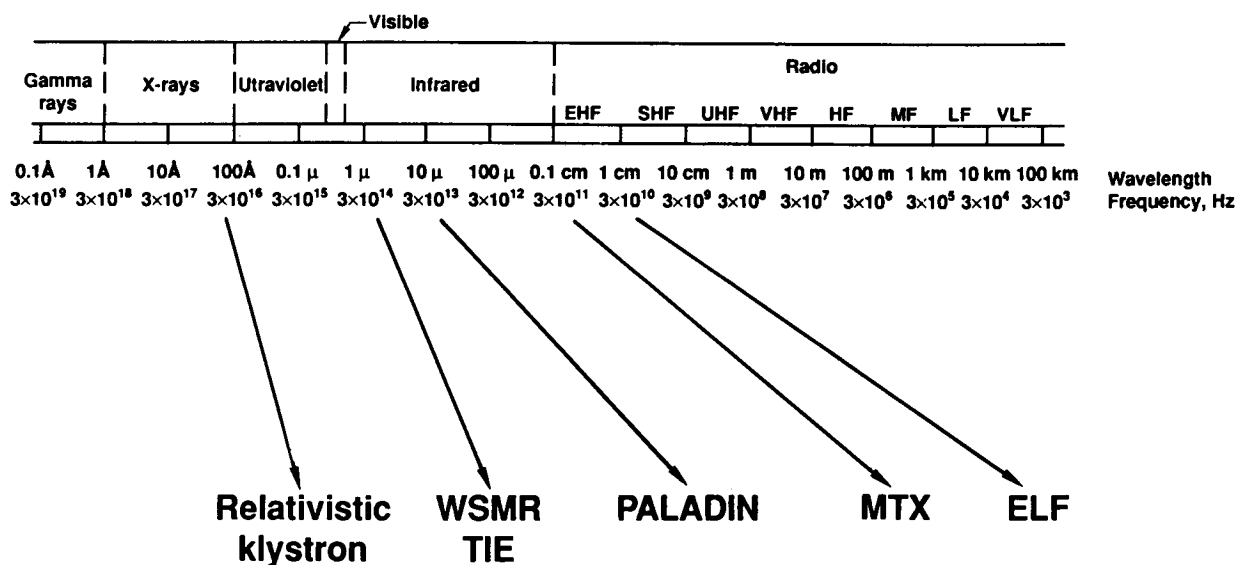 Visible
Gamma rays X-rays Utraviolet Infrared Radio
EHF SHF UHF VHF HF MF LF VLF
0.1Å 1Å 10Å 100Å 0.1 μ 1 μ 10 μ 100 μ 0.1 cm 1 cm 10 cm 1 m 10 m 100 m 1 km 10 km 100 km Wavelength
3×10¹⁹ 3×10¹⁸ 3×10¹⁷ 3×10¹⁶ 3×10¹⁵ 3×10¹⁴ 3×10¹³ 3×10¹² 3×10¹¹ 3×10¹⁰ 3×10⁹ 3×10⁸ 3×10⁷ 3×10⁶ 3×10⁵ 3×10⁴ 3×10³ Frequency, Hz
Relativistic WSMR PALADIN MTX ELF
klystron TIE